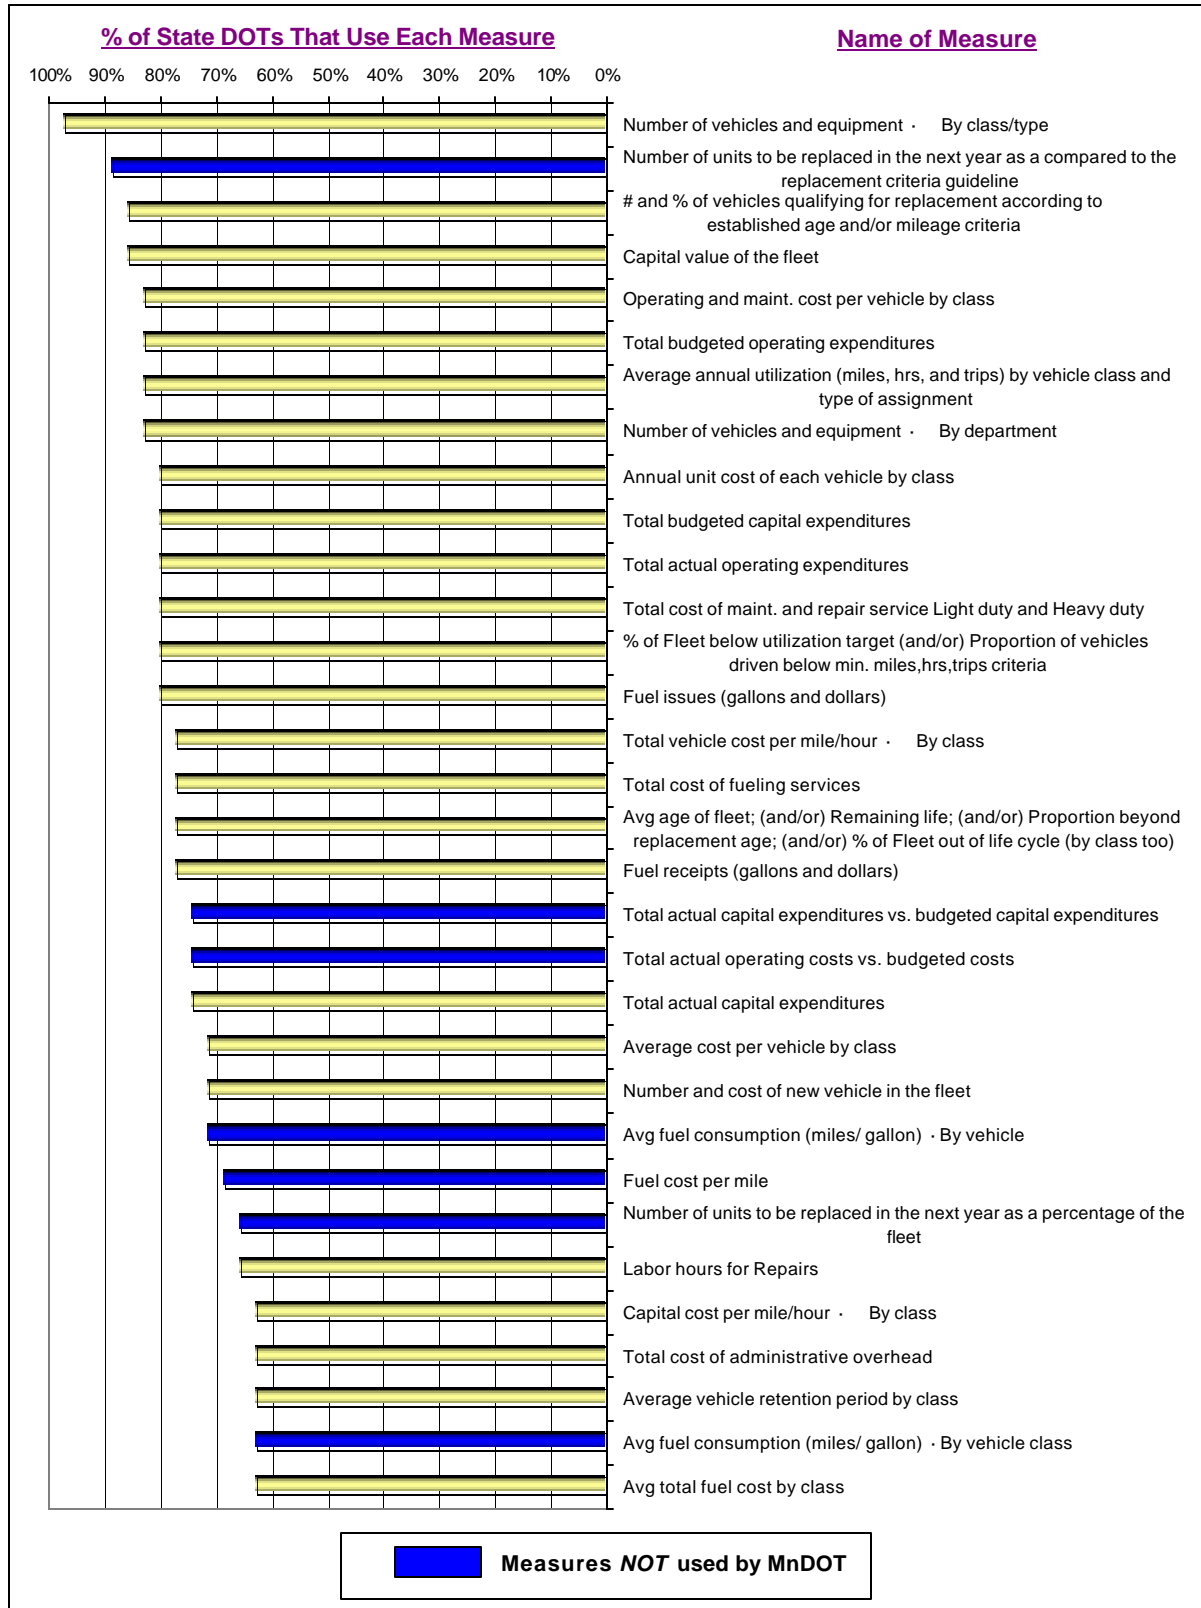 % of State DOTs That Use Each Measure
Name of Measure
100% 90% 80% 70% 60% 50% 40% 30% 20% 10% 0%
Number of vehicles and equipment · By class/type
Number of units to be replaced in the next year as a compared to the
replacement criteria guideline
# and % of vehicles qualifying for replacement according to
established age and/or mileage criteria
Capital value of the fleet
Operating and maint. cost per vehicle by class
Total budgeted operating expenditures
Average annual utilization (miles, hrs, and trips) by vehicle class and
type of assignment
Number of vehicles and equipment · By department
Annual unit cost of each vehicle by class
Total budgeted capital expenditures
Total actual operating expenditures
Total cost of maint. and repair service Light duty and Heavy duty
% of Fleet below utilization target (and/or) Proportion of vehicles
driven below min. miles,hrs,trips criteria
Fuel issues (gallons and dollars)
Total vehicle cost per mile/hour · By class
Total cost of fueling services
Avg age of fleet; (and/or) Remaining life; (and/or) Proportion beyond
replacement age; (and/or) % of Fleet out of life cycle (by class too)
Fuel receipts (gallons and dollars)
Total actual capital expenditures vs. budgeted capital expenditures
Total actual operating costs vs. budgeted costs
Total actual capital expenditures
Average cost per vehicle by class
Number and cost of new vehicle in the fleet
Avg fuel consumption (miles/ gallon) · By vehicle
Fuel cost per mile
Number of units to be replaced in the next year as a percentage of the
fleet
Labor hours for Repairs
Capital cost per mile/hour · By class
Total cost of administrative overhead
Average vehicle retention period by class
Avg fuel consumption (miles/ gallon) · By vehicle class
Avg total fuel cost by class
Measures NOT used by MnDOT